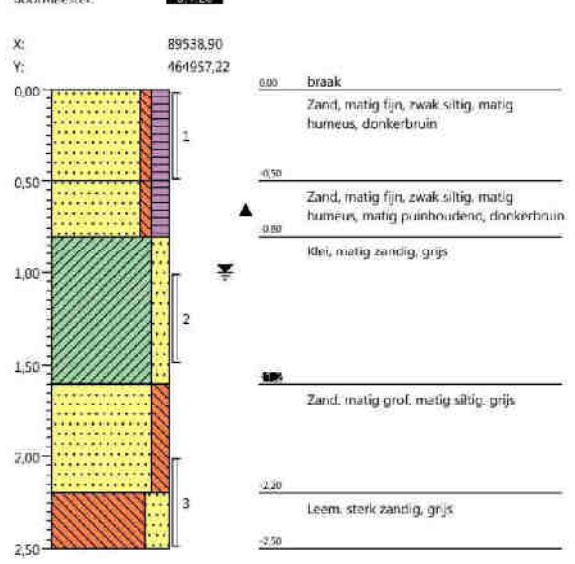 X: 89538,90
Y: 464957,22
0,00
0,50
1,00
1,50
2,00
2,50
1
2
3
0.00 braak
Zand, matig fijn, zwak siltig, matig
humeus, donkerbruin
-0,50
Zand, matig fijn, zwak siltig, matig
humeus, matig puinhoudend, donkerbruin
-0.80
Klei, matig zandig, grijs
Zand, matig grof, matig siltig, grijs
-2,20
Leem, sterk zandig, grijs
-2.50